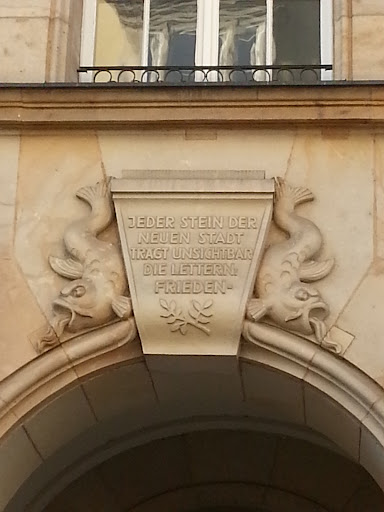 JEDER STEIN DER
NEUEN STADT
TRÄGT UNSICHTBAR
DIE LETTERN:
FRIEDEN-